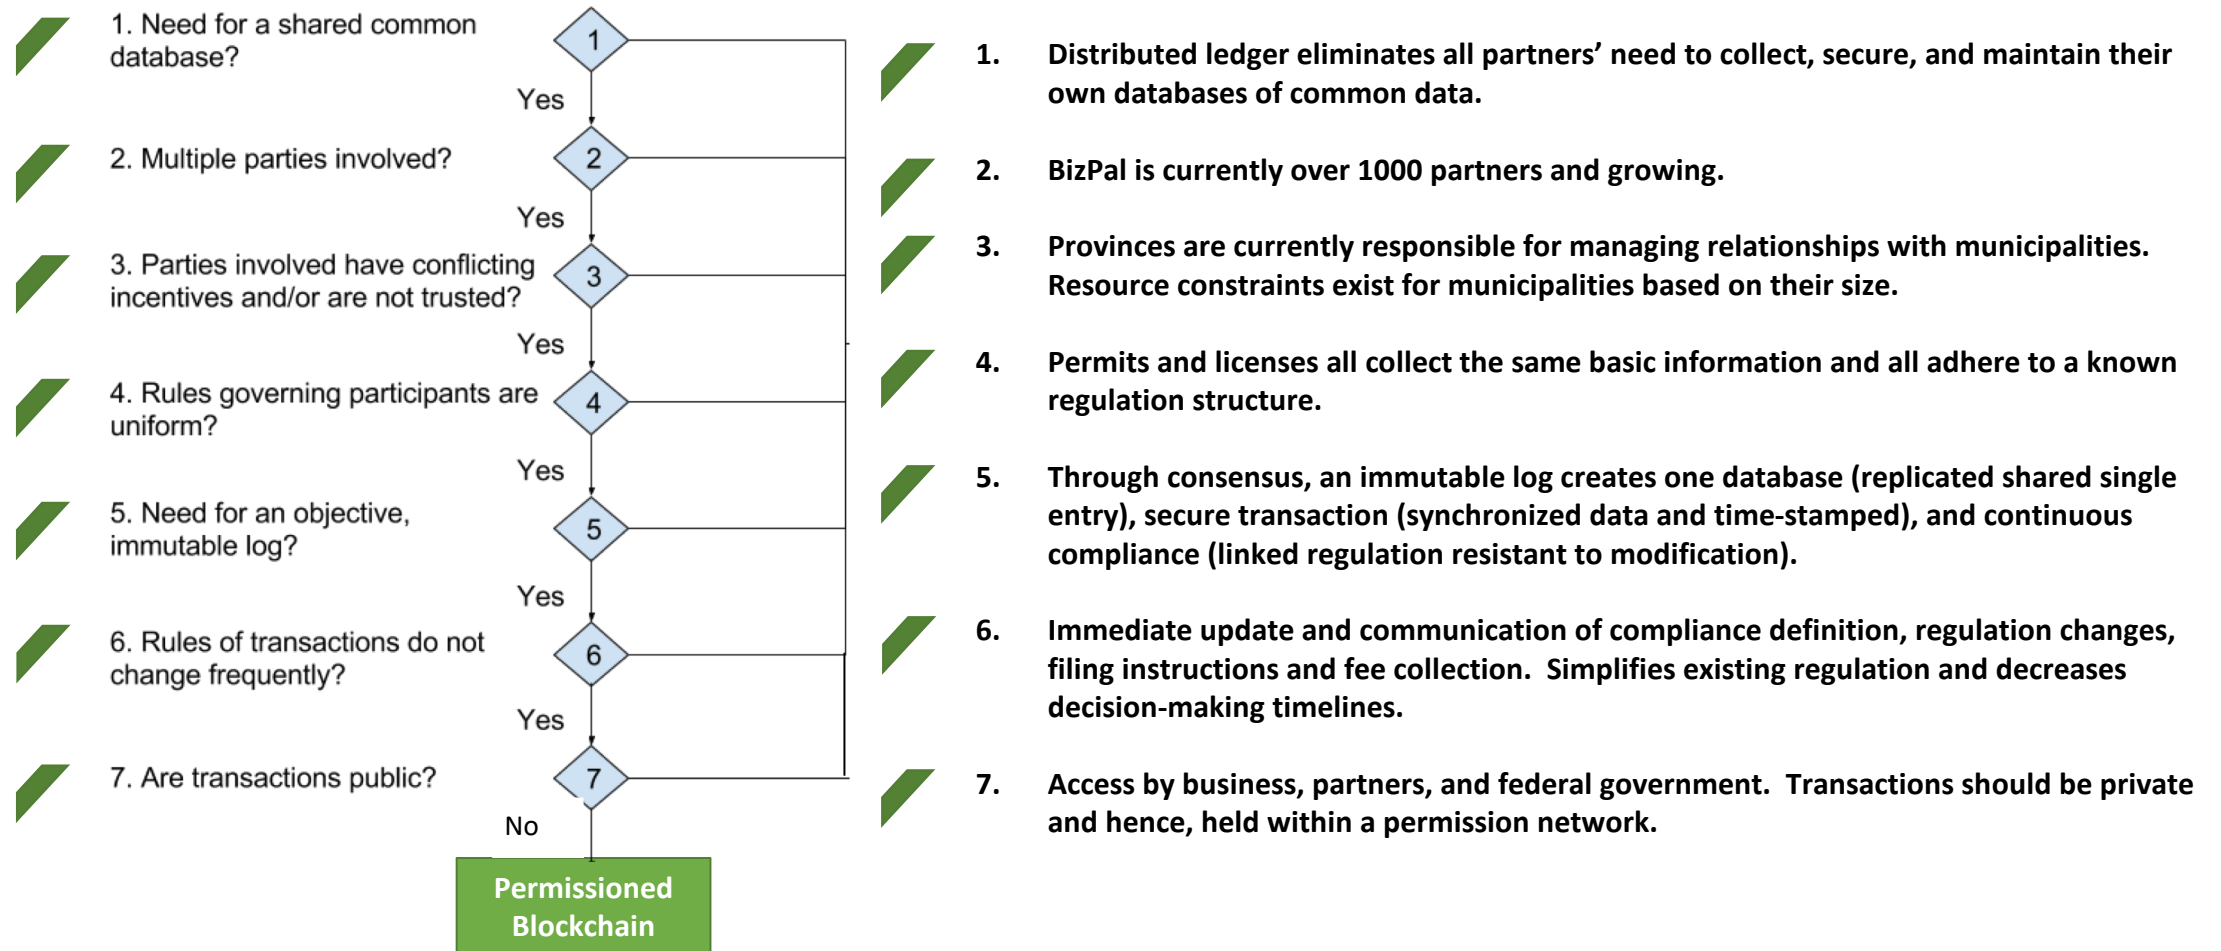 1. Need for a shared common
database?
1
Yes
2. Multiple parties involved?
2
Yes
3. Parties involved have conflicting
incentives and/or are not trusted?
3
Yes
4. Rules governing participants are
uniform?
4
Yes
5. Need for an objective,
immutable log?
5
Yes
6. Rules of transactions do not
change frequently?
6
Yes
7. Are transactions public?
7
No
Permissioned
Blockchain
1. Distributed ledger eliminates all partners’ need to collect, secure, and maintain their
own databases of common data.
2. BizPal is currently over 1000 partners and growing.
3. Provinces are currently responsible for managing relationships with municipalities.
Resource constraints exist for municipalities based on their size.
4. Permits and licenses all collect the same basic information and all adhere to a known
regulation structure.
5. Through consensus, an immutable log creates one database (replicated shared single
entry), secure transaction (synchronized data and time-stamped), and continuous
compliance (linked regulation resistant to modification).
6. Immediate update and communication of compliance definition, regulation changes,
filing instructions and fee collection.  Simplifies existing regulation and decreases
decision-making timelines.
7. Access by business, partners, and federal government.  Transactions should be private
and hence, held within a permission network.